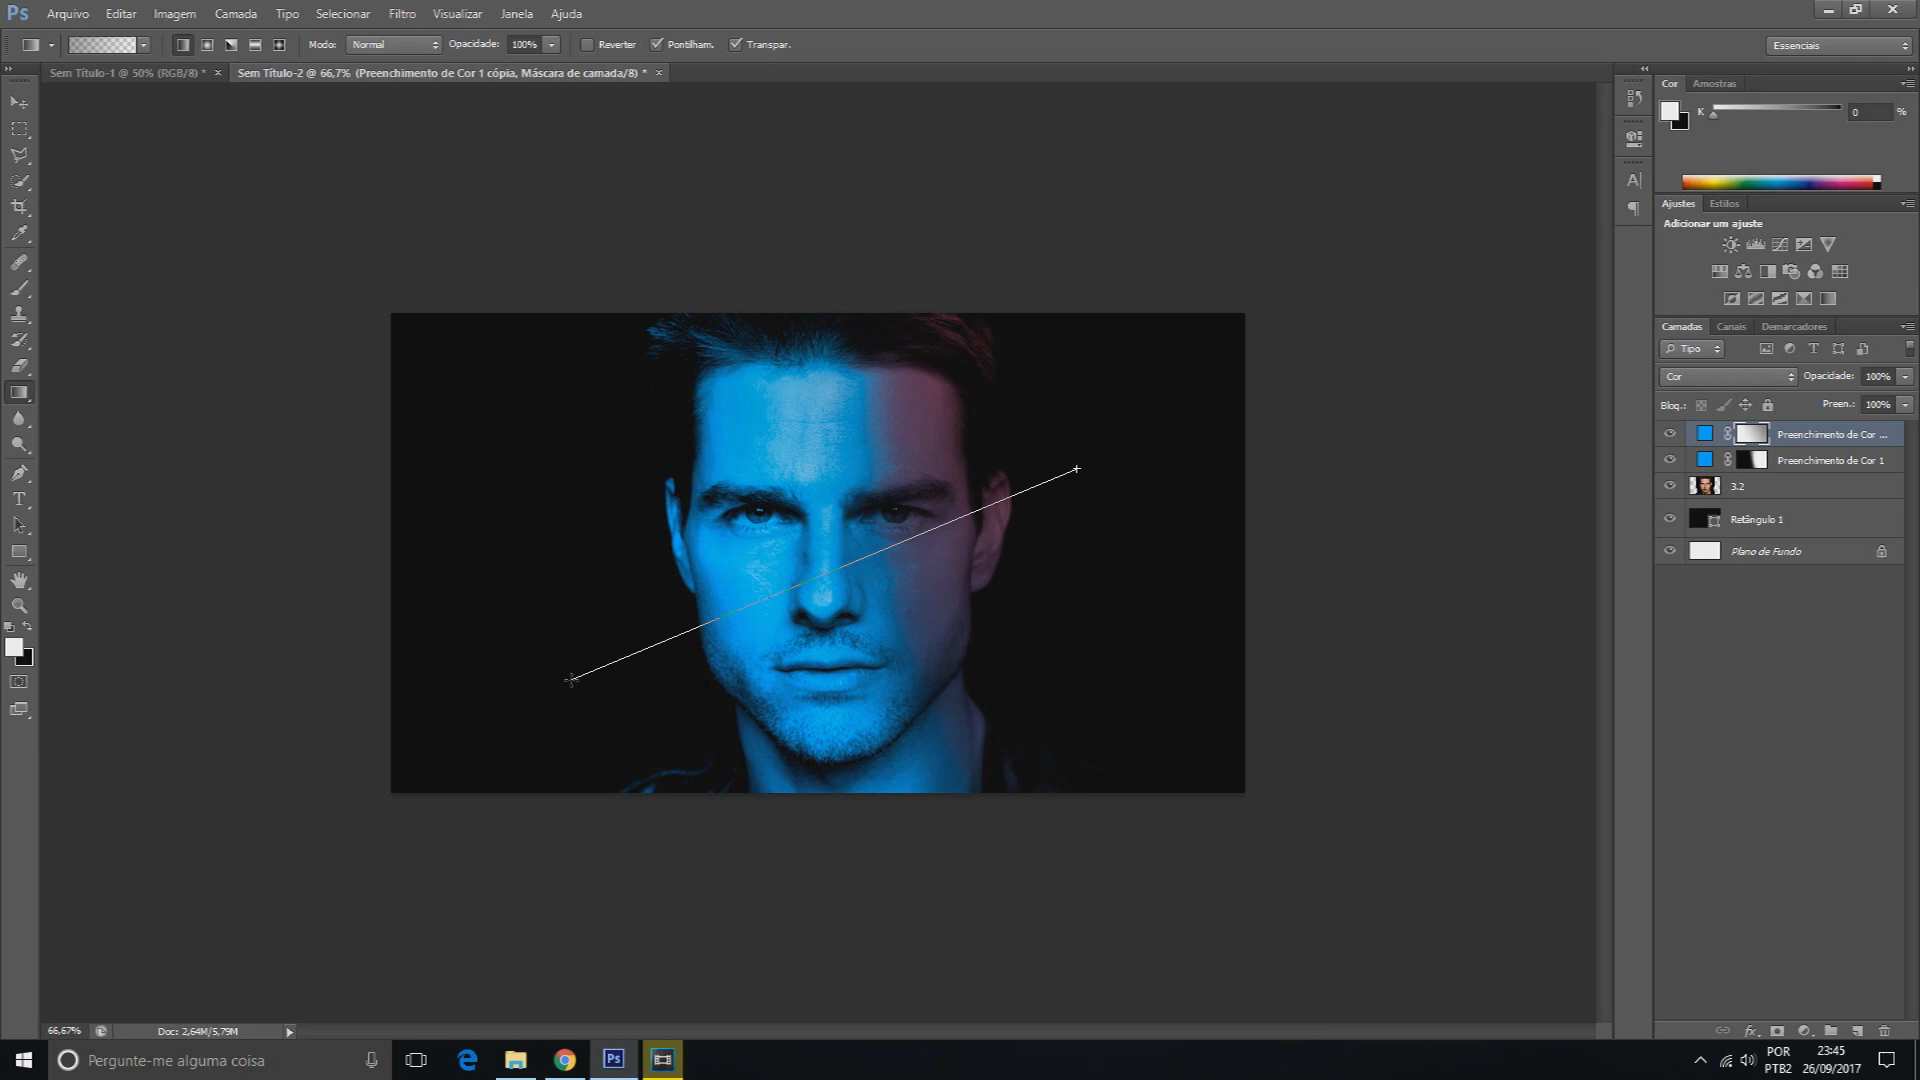 Ps Arquivo Editar Imagem Camada Tipo Selecionar Filtro Visualizar Janela Ajuda
Modo: Normal Opacidade: 100% Reverter Pontilham. Transpar. Essenciais
Sem Título-1 @ 50% (RGB/8) * × Sem Título-2 @ 66,7% (Preenchimento de Cor 1 cópia, Máscara de camada/8) * ×
Cor Amostras
K 0 %
Ajustes Estilos
Adicionar um ajuste
Camadas Canais Demarcadores
Tipo
Cor Opacidade: 100%
Bloq.: Preen.: 100%
Preenchimento de Cor ...
Preenchimento de Cor 1
3.2
Retângulo 1
Plano de Fundo
66,67% Doc: 2,64M/5,79M
Pergunte-me alguma coisa
Ps
POR
PTB2
23:45
26/09/2017